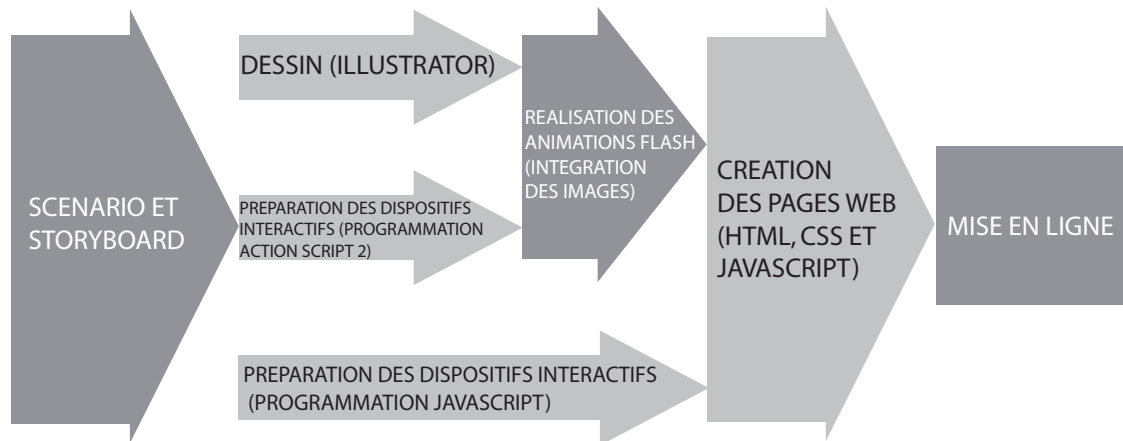 SCENARIO ET
STORYBOARD
DESSIN (ILLUSTRATOR)
PREPARATION DES DISPOSITIFS
INTERACTIFS (PROGRAMMATION
ACTION SCRIPT 2)
PREPARATION DES DISPOSITIFS INTERACTIFS
(PROGRAMMATION JAVASCRIPT)
REALISATION DES
ANIMATIONS FLASH
(INTEGRATION
DES IMAGES)
CREATION
DES PAGES WEB
(HTML, CSS ET
JAVASCRIPT)
MISE EN LIGNE